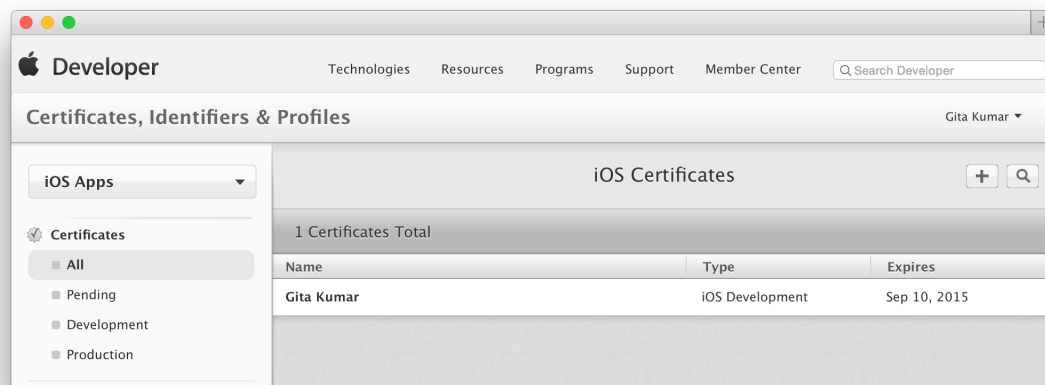 Developer
Technologies Resources Programs Support Member Center Search Developer
Certificates, Identifiers & Profiles
Gita Kumar
iOS Apps
iOS Certificates
Certificates
All
Pending
Development
Production
1 Certificates Total
Name Type Expires
Gita Kumar iOS Development Sep 10, 2015